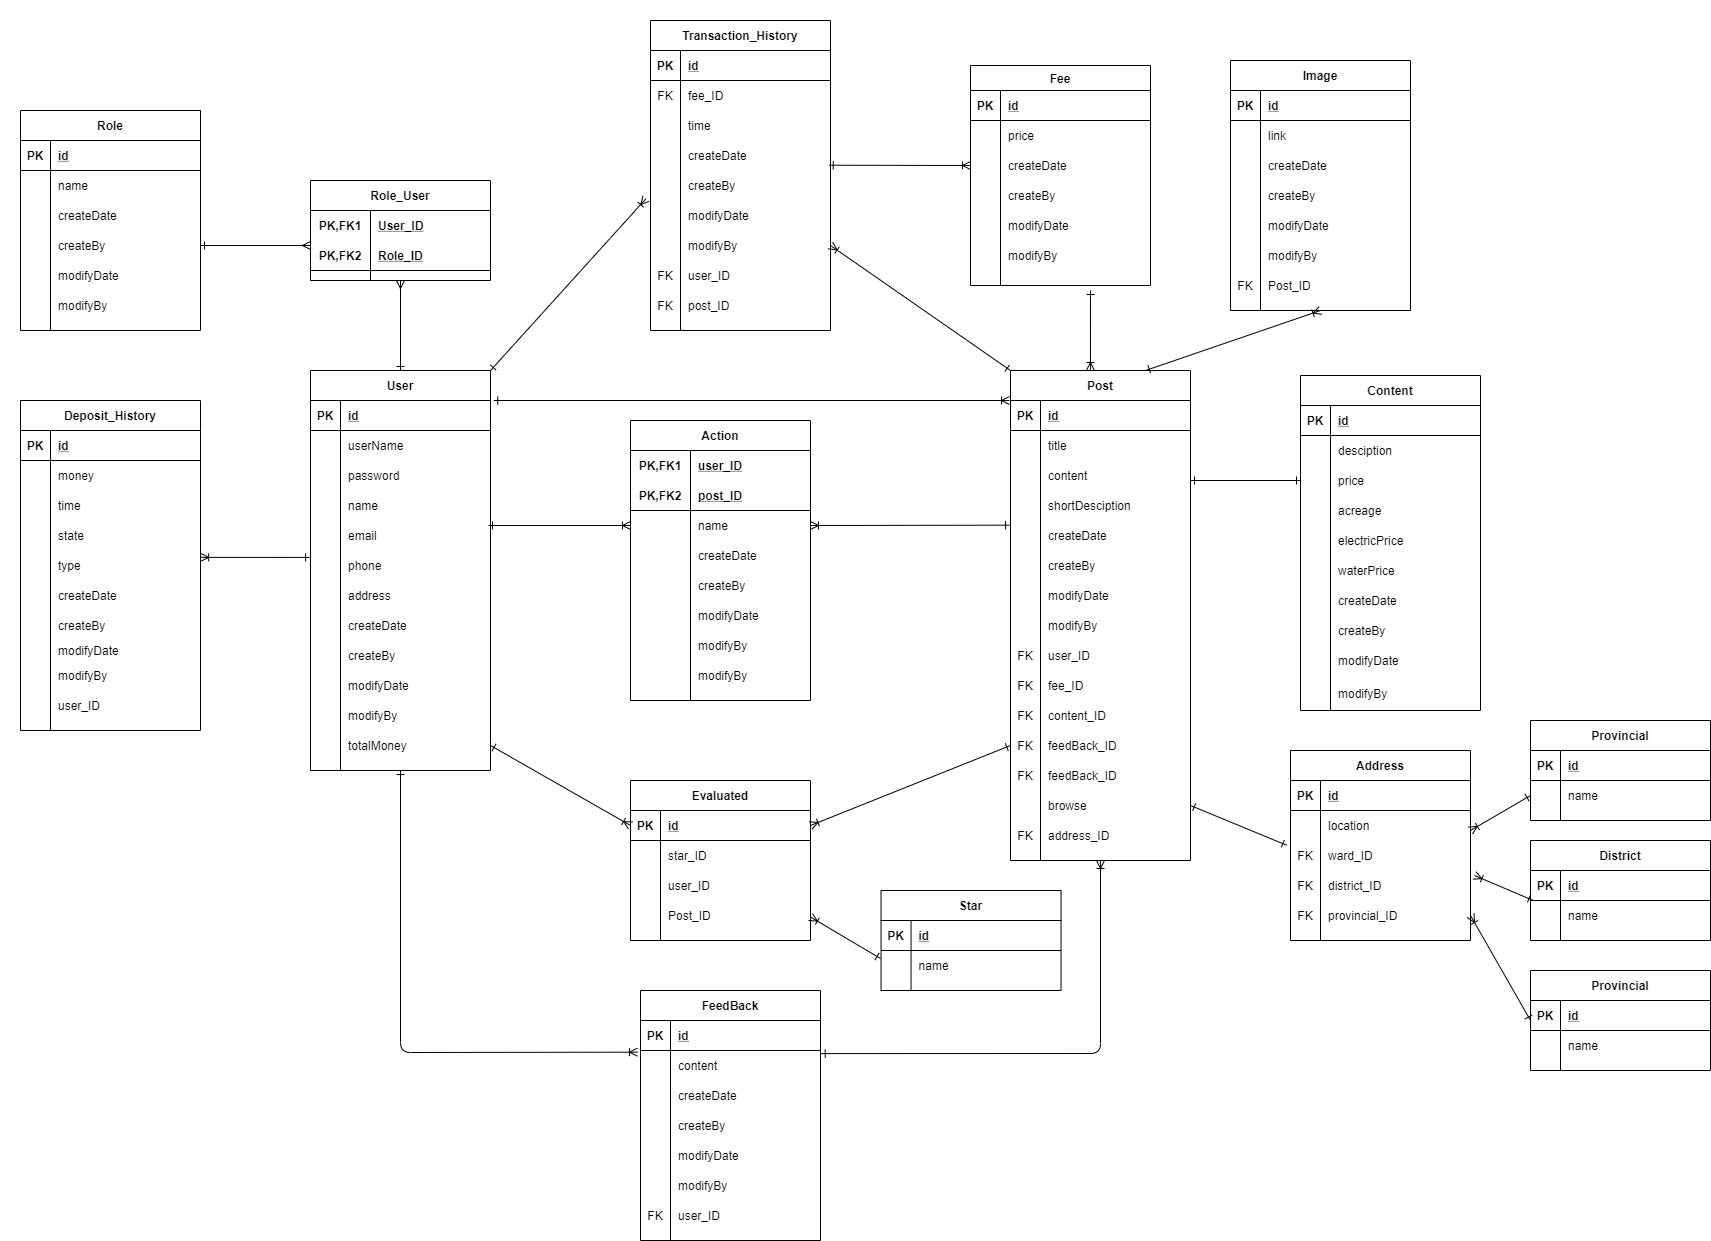 Transaction_History
PK id
FK fee_ID
time
createDate
createBy
modifyDate
modifyBy
FK user_ID
FK post_ID
Fee
PK id
price
createDate
createBy
modifyDate
modifyBy
Image
PK id
link
createDate
createBy
modifyDate
modifyBy
FK Post_ID
Role
PK id
name
createDate
createBy
modifyDate
modifyBy
Role_User
PK,FK1 User_ID
PK,FK2 Role_ID
Deposit_History
PK id
money
time
state
type
createDate
createBy
modifyDate
modifyBy
user_ID
User
PK id
userName
password
name
email
phone
address
createDate
createBy
modifyDate
modifyBy
totalMoney
Action
PK,FK1 user_ID
PK,FK2 post_ID
name
createDate
createBy
modifyDate
modifyBy
modifyBy
Post
PK id
title
content
shortDesciption
createDate
createBy
modifyDate
modifyBy
FK user_ID
FK fee_ID
FK content_ID
FK feedBack_ID
FK feedBack_ID
browse
FK address_ID
Content
PK id
desciption
price
acreage
electricPrice
waterPrice
createDate
createBy
modifyDate
modifyBy
Evaluated
PK id
star_ID
user_ID
Post_ID
Star
PK id
name
Address
PK id
location
FK ward_ID
FK district_ID
FK provincial_ID
Provincial
PK id
name
District
PK id
name
Provincial
PK id
name
FeedBack
PK id
content
createDate
createBy
modifyDate
modifyBy
FK user_ID